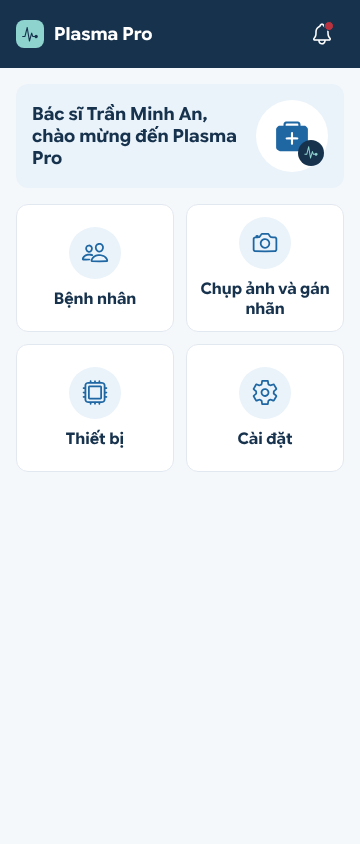 Plasma Pro
Bác sĩ Trần Minh An,
chào mừng đến Plasma
Pro
Bệnh nhân
Chụp ảnh và gán
nhãn
Thiết bị
Cài đặt